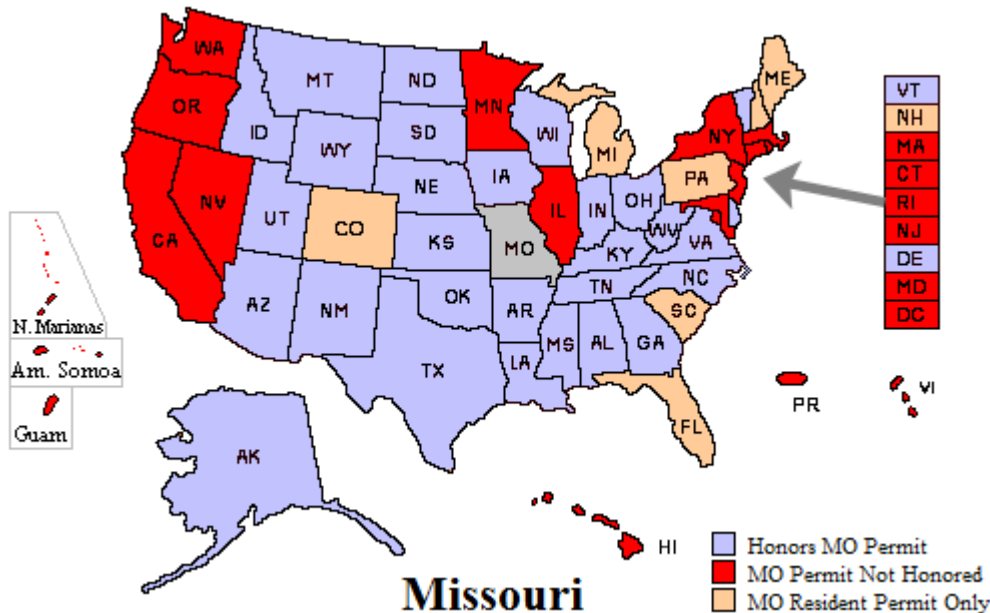 WA
MT
ND
MN
ME
OR
ID
SD
WI
NY
WY
MI
IA
PA
NE
NV
UT
CO
IL
IN
OH
WV
CA
KS
MO
KY
VA
AZ
NM
OK
AR
TN
NC
SC
TX
LA
MS
AL
GA
FL
AK
HI
VT
NH
MA
CT
RI
NJ
DE
MD
DC
N. Marianas
Am. Somoa
Guam
PR
VI
Honors MO Permit
MO Permit Not Honored
MO Resident Permit Only
Missouri